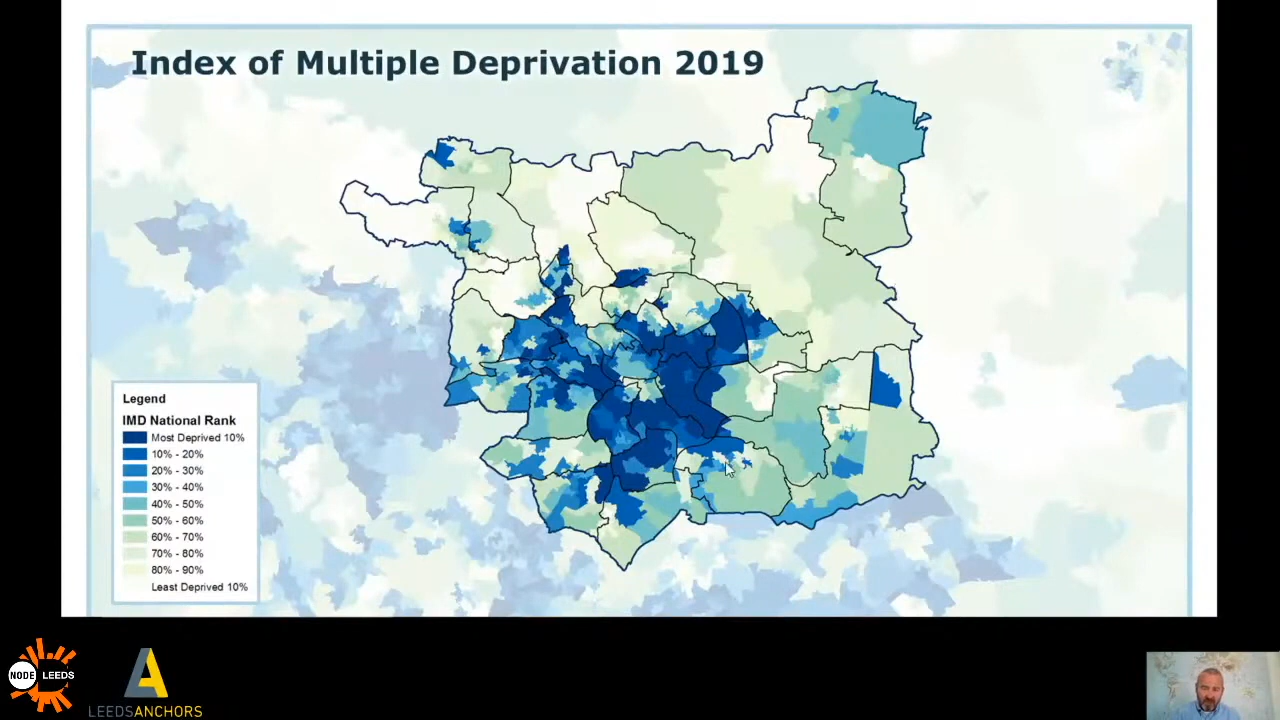 Index of Multiple Deprivation 2019
Legend
IMD National Rank
Most Deprived 10%
10% - 20%
20% - 30%
30% - 40%
40% - 50%
50% - 60%
60% - 70%
70% - 80%
80% - 90%
Least Deprived 10%
NODE LEEDS
LEEDSANCHORS